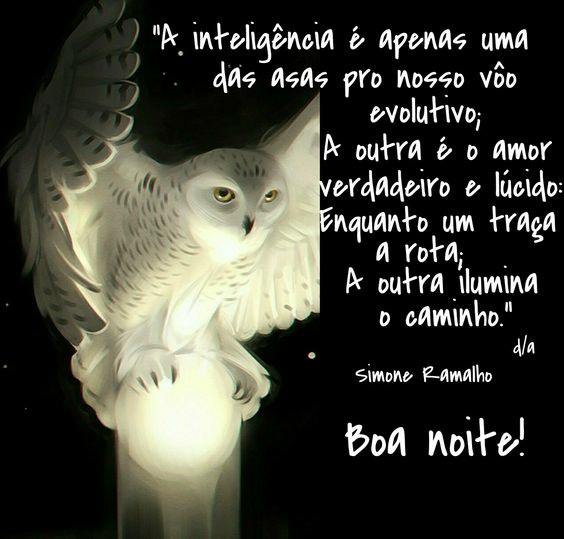 "A inteligência é apenas uma
das asas pro nosso vôo
evolutivo;
A outra é o amor
verdadeiro e lúcido:
Enquanto um traça
a rota;
A outra ilumina
o caminho."
d/a
Simone Ramalho
Boa noite!